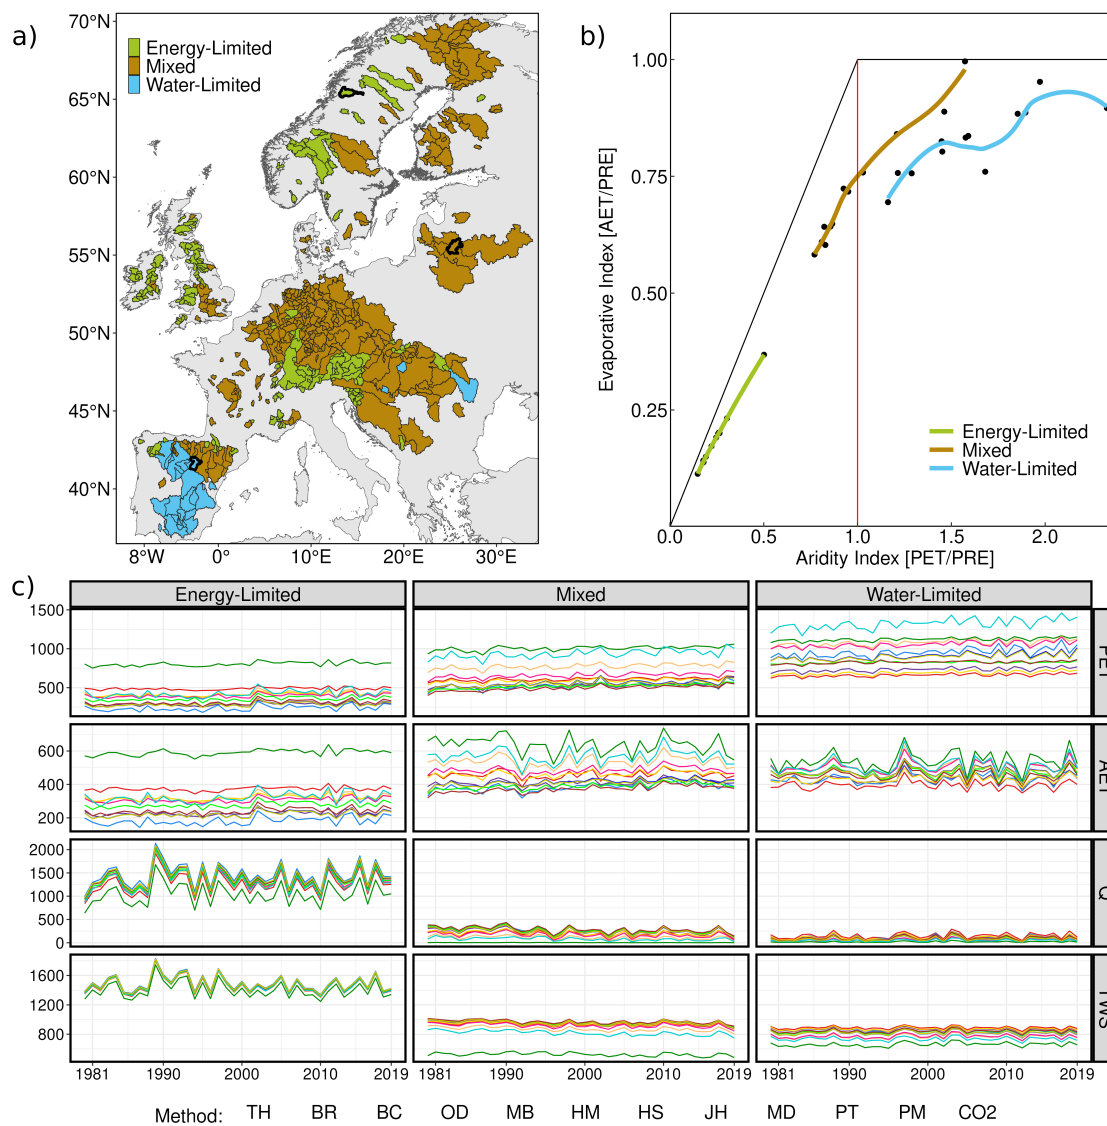 a)
70°N
65°N
60°N
55°N
50°N
45°N
40°N
8°W 0° 10°E 20°E 30°E
Energy-Limited
Mixed
Water-Limited
b)
Evaporative Index [AET/PRE]
1.00
0.75
0.50
0.25
0.0 0.5 1.0 1.5 2.0
Aridity Index [PET/PRE]
Energy-Limited
Mixed
Water-Limited
c)
Energy-Limited Mixed Water-Limited
1500
1000
500
PET
600
400
200
AET
2000
1500
1000
500
0
Q
1600
1200
800
TWS
1981 1990 2000 2010 2019 1981 1990 2000 2010 2019 1981 1990 2000 2010 2019
Method: TH BR BC OD MB HM HS JH MD PT PM CO2